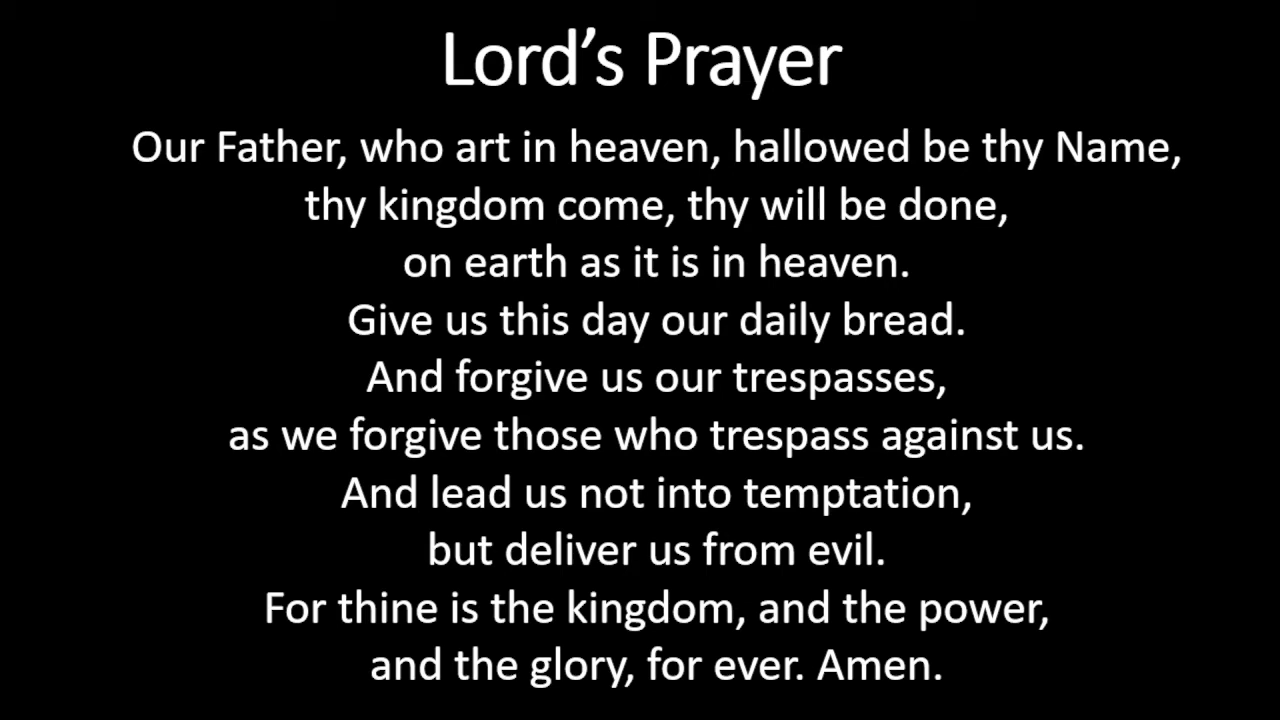 Lord’s Prayer
Our Father, who art in heaven, hallowed be thy Name,
thy kingdom come, thy will be done,
on earth as it is in heaven.
Give us this day our daily bread.
And forgive us our trespasses,
as we forgive those who trespass against us.
And lead us not into temptation,
but deliver us from evil.
For thine is the kingdom, and the power,
and the glory, for ever. Amen.